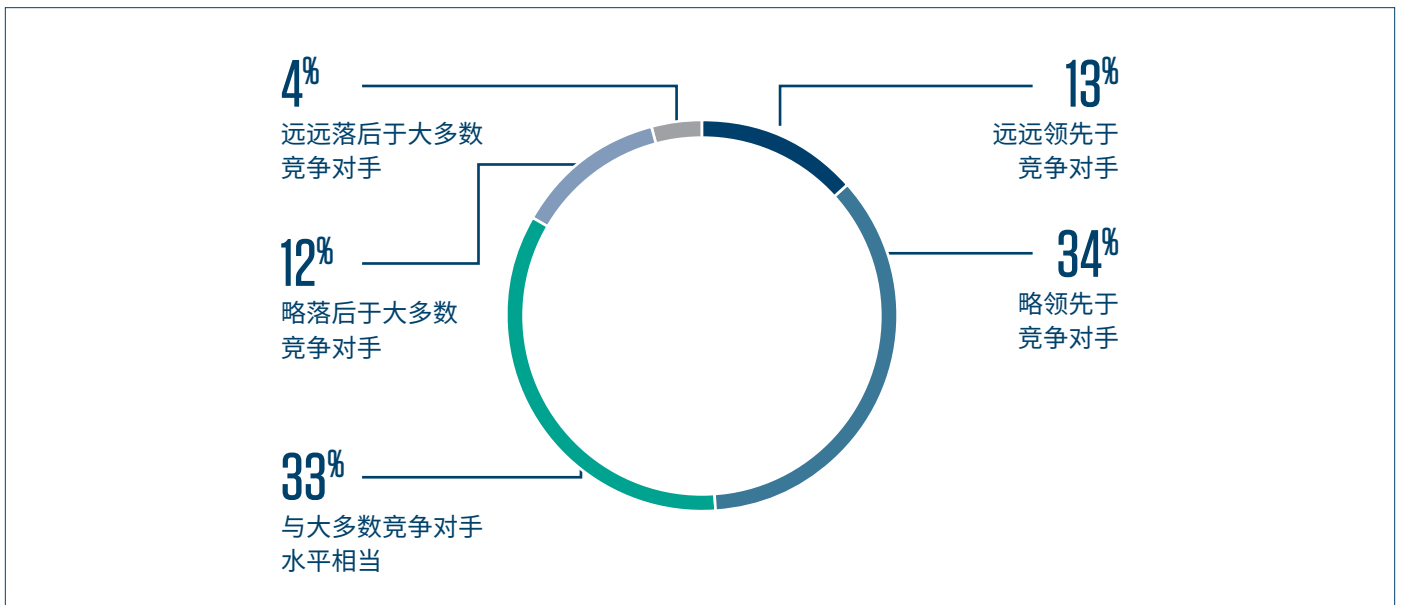 4%
远远落后于大多数
竞争对手
12%
略落后于大多数
竞争对手
33%
与大多数竞争对手
水平相当
13%
远远领先于
竞争对手
34%
略领先于
竞争对手